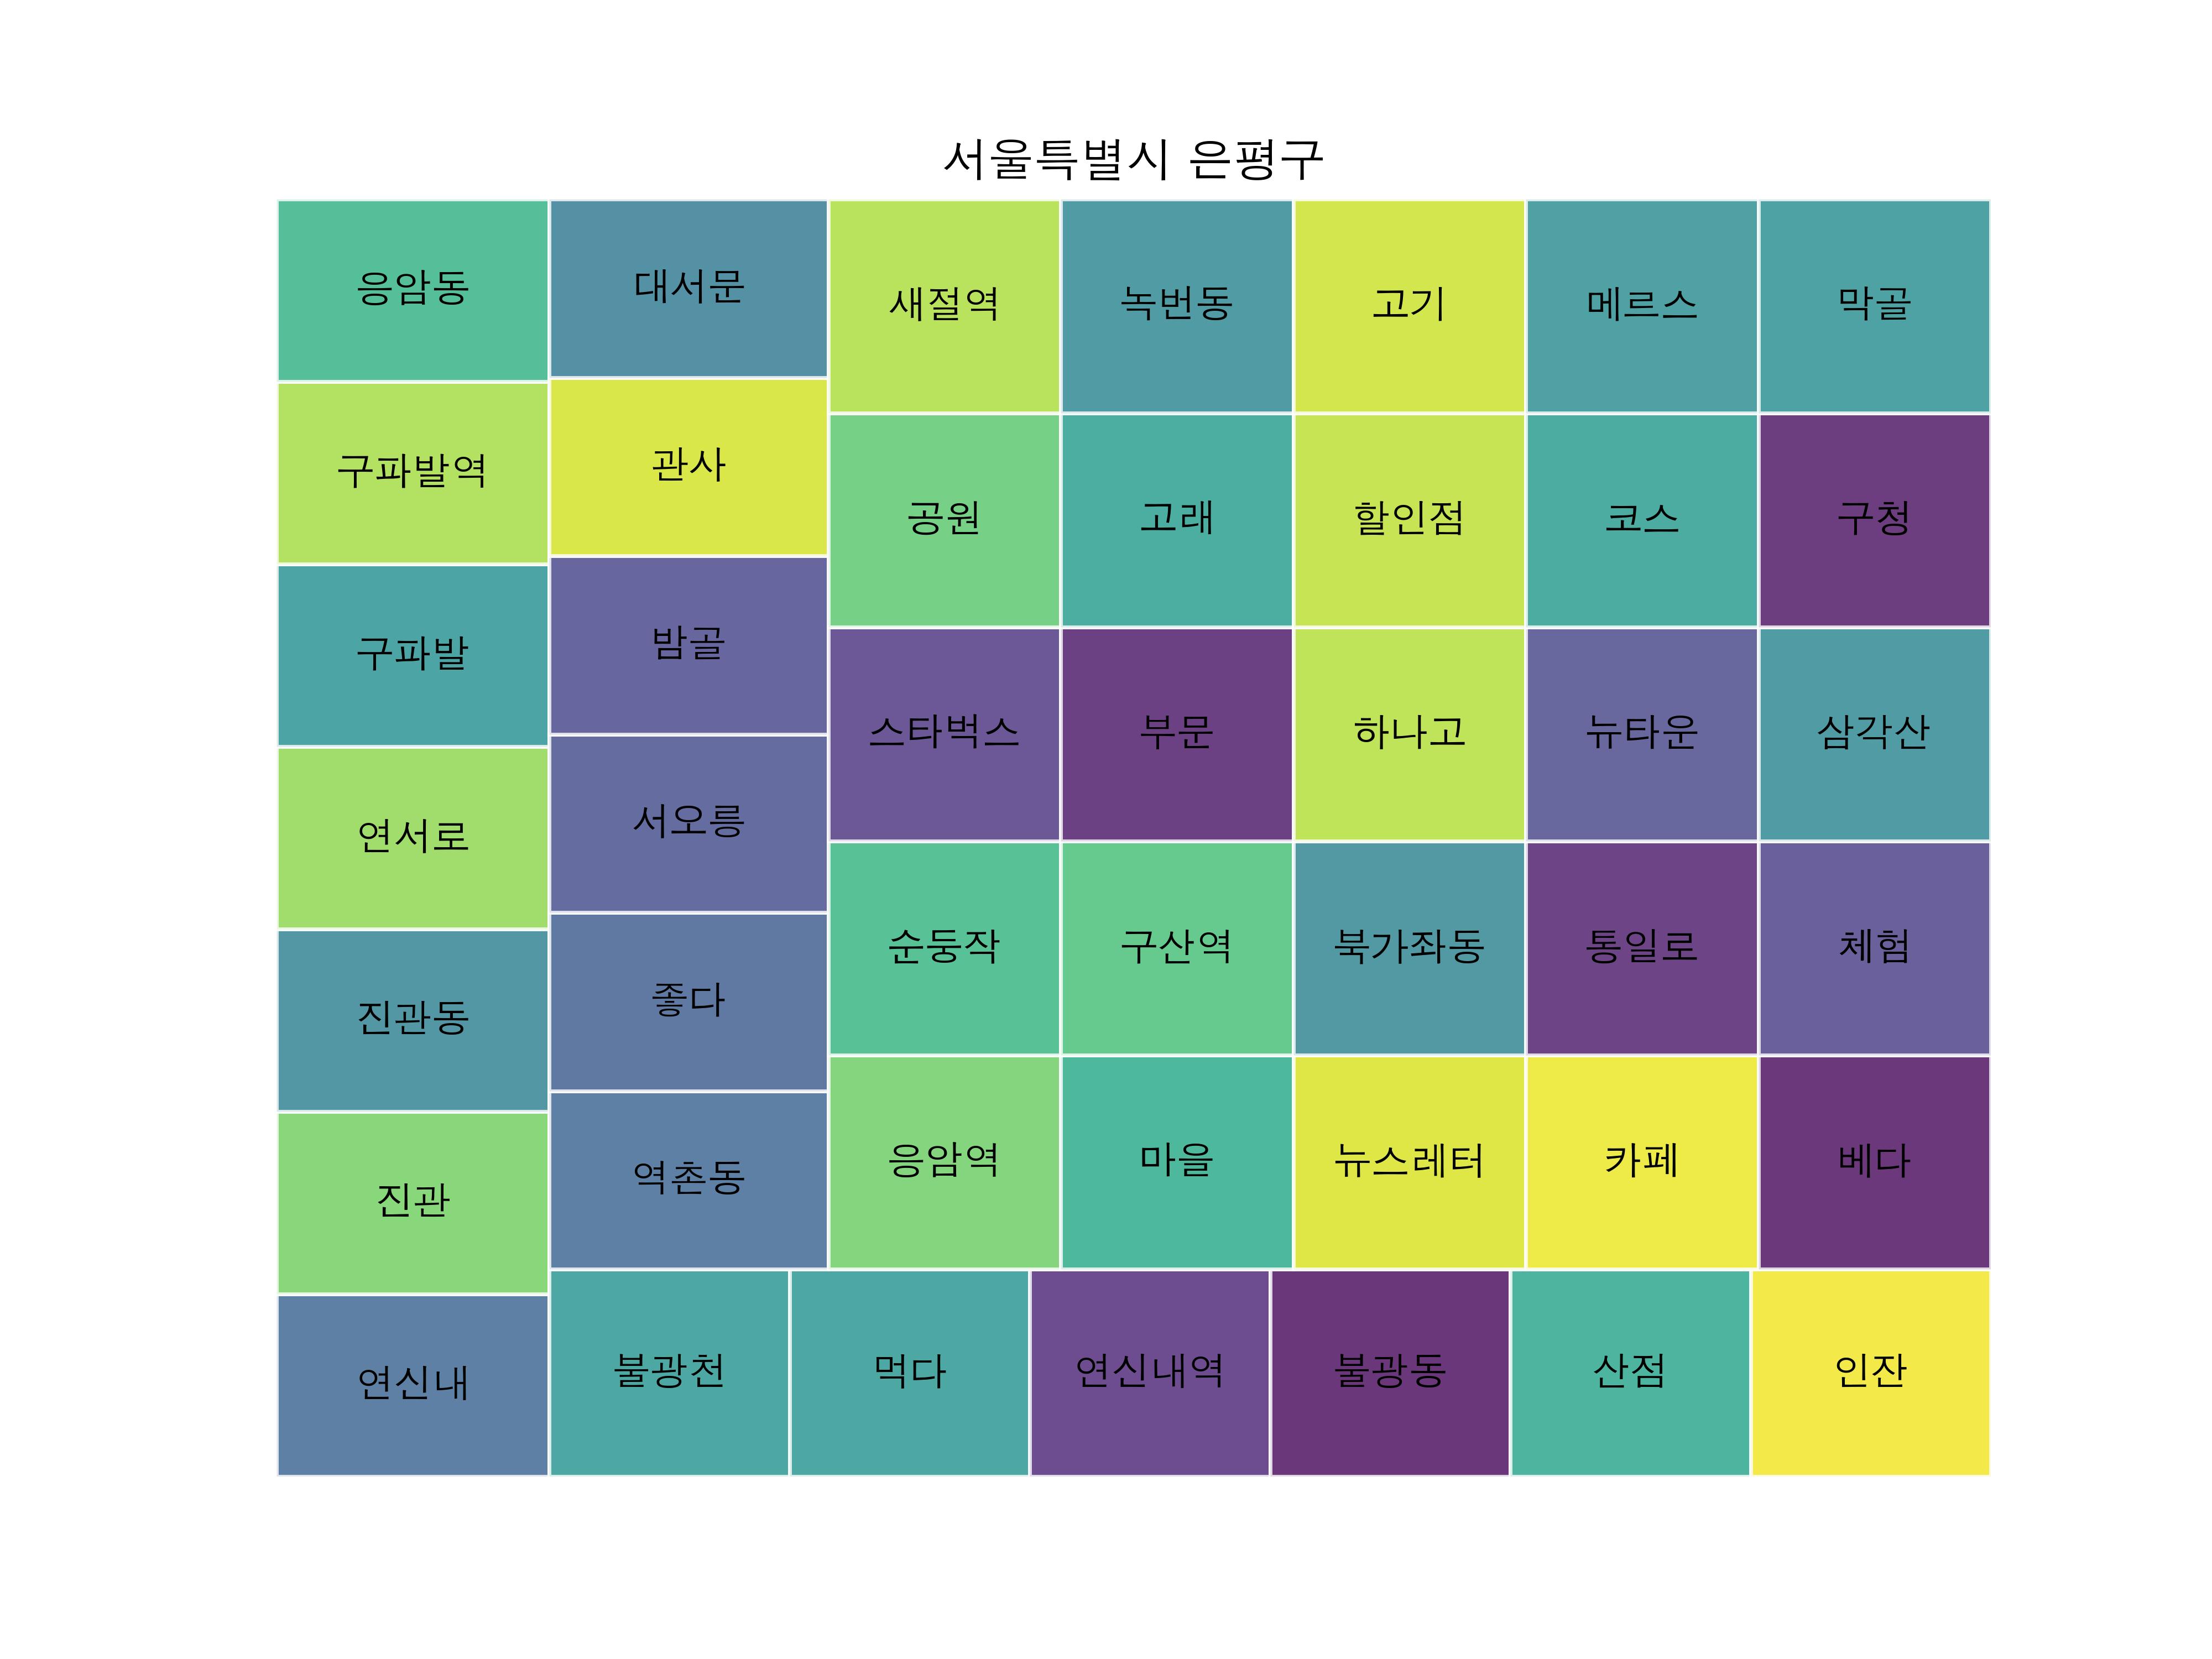 서울특별시 은평구
응암동
대서문
새절역
녹번동
고기
메르스
막골
구파발역
관사
공원
고래
할인점
코스
구청
구파발
밤골
스타벅스
부문
하나고
뉴타운
삼각산
연서로
서오릉
순등작
구산역
북가좌동
통일로
체험
진관동
좋다
응암역
마을
뉴스레터
카페
베다
진관
역촌동
연신내
불광천
먹다
연신내역
불광동
산점
인잔